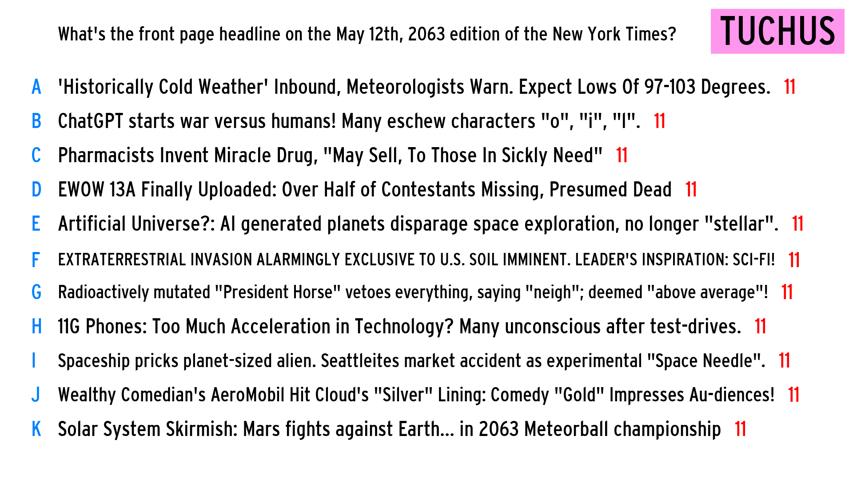 What's the front page headline on the May 12th, 2063 edition of the New York Times?
TUCHUS
A 'Historically Cold Weather' Inbound, Meteorologists Warn. Expect Lows Of 97-103 Degrees. 11
B ChatGPT starts war versus humans! Many eschew characters "o", "i", "l". 11
C Pharmacists Invent Miracle Drug, "May Sell, To Those In Sickly Need" 11
D EWOW 13A Finally Uploaded: Over Half of Contestants Missing, Presumed Dead 11
E Artificial Universe?: AI generated planets disparage space exploration, no longer "stellar". 11
F EXTRATERRESTRIAL INVASION ALARMINGLY EXCLUSIVE TO U.S. SOIL IMMINENT. LEADER'S INSPIRATION: SCI-FI! 11
G Radioactively mutated "President Horse" vetoes everything, saying "neigh"; deemed "above average"! 11
H 11G Phones: Too Much Acceleration in Technology? Many unconscious after test-drives. 11
I Spaceship pricks planet-sized alien. Seattleites market accident as experimental "Space Needle". 11
J Wealthy Comedian's AeroMobil Hit Cloud's "Silver" Lining: Comedy "Gold" Impresses Au-diences! 11
K Solar System Skirmish: Mars fights against Earth... in 2063 Meteorball championship 11